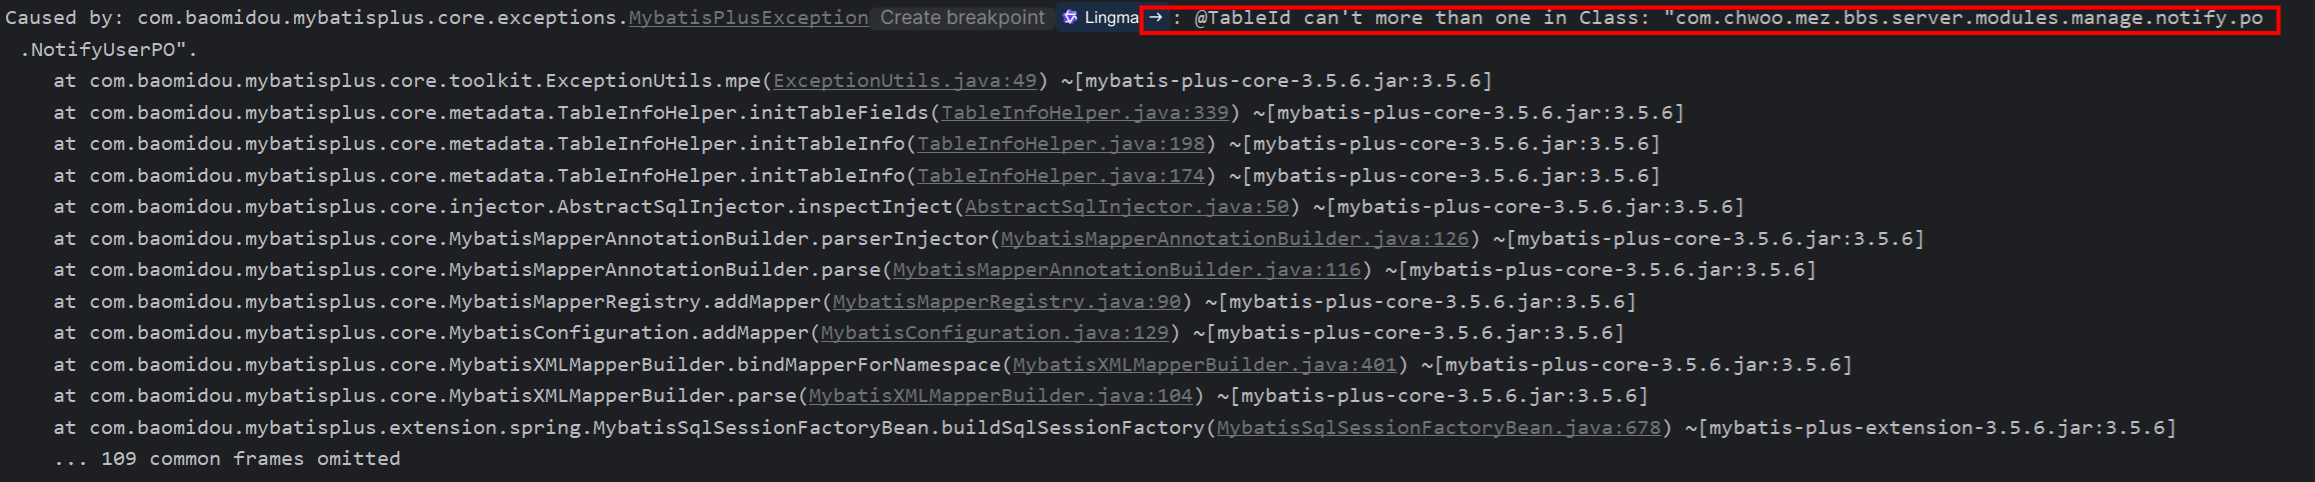 Caused by: com.baomidou.mybatisplus.core.exceptions.MybatisPlusException Create breakpoint Lingma → : @TableId can't more than one in Class: "com.chwoo.mez.bbs.server.modules.manage.notify.po
.NotifyUserPO".
at com.baomidou.mybatisplus.core.toolkit.ExceptionUtils.mpe(ExceptionUtils.java:49) ~[mybatis-plus-core-3.5.6.jar:3.5.6]
at com.baomidou.mybatisplus.core.metadata.TableInfoHelper.initTableFields(TableInfoHelper.java:339) ~[mybatis-plus-core-3.5.6.jar:3.5.6]
at com.baomidou.mybatisplus.core.metadata.TableInfoHelper.initTableInfo(TableInfoHelper.java:198) ~[mybatis-plus-core-3.5.6.jar:3.5.6]
at com.baomidou.mybatisplus.core.metadata.TableInfoHelper.initTableInfo(TableInfoHelper.java:174) ~[mybatis-plus-core-3.5.6.jar:3.5.6]
at com.baomidou.mybatisplus.core.injector.AbstractSqlInjector.inspectInject(AbstractSqlInjector.java:50) ~[mybatis-plus-core-3.5.6.jar:3.5.6]
at com.baomidou.mybatisplus.core.MybatisMapperAnnotationBuilder.parserInjector(MybatisMapperAnnotationBuilder.java:126) ~[mybatis-plus-core-3.5.6.jar:3.5.6]
at com.baomidou.mybatisplus.core.MybatisMapperAnnotationBuilder.parse(MybatisMapperAnnotationBuilder.java:116) ~[mybatis-plus-core-3.5.6.jar:3.5.6]
at com.baomidou.mybatisplus.core.MybatisMapperRegistry.addMapper(MybatisMapperRegistry.java:90) ~[mybatis-plus-core-3.5.6.jar:3.5.6]
at com.baomidou.mybatisplus.core.MybatisConfiguration.addMapper(MybatisConfiguration.java:129) ~[mybatis-plus-core-3.5.6.jar:3.5.6]
at com.baomidou.mybatisplus.core.MybatisXMLMapperBuilder.bindMapperForNamespace(MybatisXMLMapperBuilder.java:401) ~[mybatis-plus-core-3.5.6.jar:3.5.6]
at com.baomidou.mybatisplus.core.MybatisXMLMapperBuilder.parse(MybatisXMLMapperBuilder.java:104) ~[mybatis-plus-core-3.5.6.jar:3.5.6]
at com.baomidou.mybatisplus.extension.spring.MybatisSqlSessionFactoryBean.buildSqlSessionFactory(MybatisSqlSessionFactoryBean.java:678) ~[mybatis-plus-extension-3.5.6.jar:3.5.6]
... 109 common frames omitted